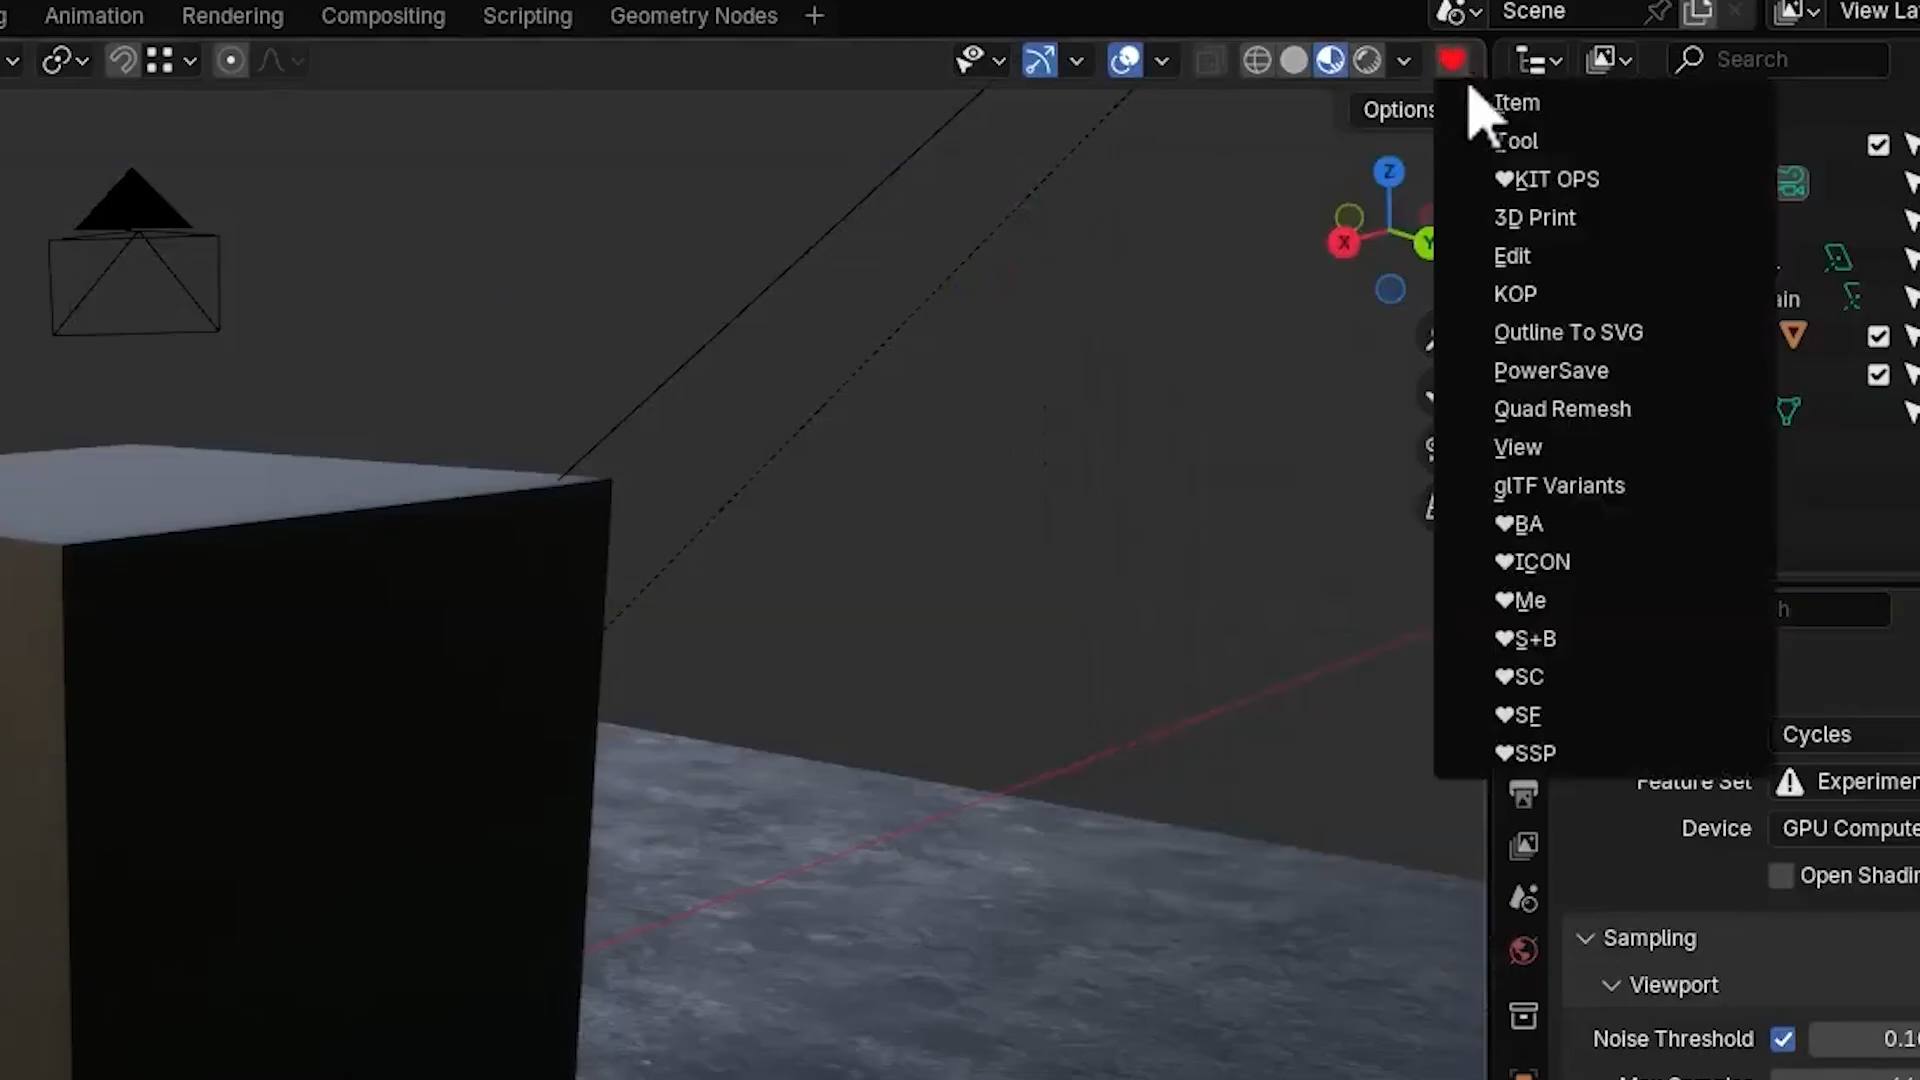 Animation Rendering Compositing Scripting Geometry Nodes +
Scene
View La
Search
Options
Item
Tool
♥KIT OPS
3D Print
Edit
KOP
Outline To SVG
PowerSave
Quad Remesh
View
glTF Variants
♥BA
♥ICON
♥Me
♥S+B
♥SC
♥SF
♥SSP
Z
X
Y
ain
h
Cycles
Feature Set Experimen
Device GPU Compute
Open Shadin
Sampling
Viewport
Noise Threshold 0.1